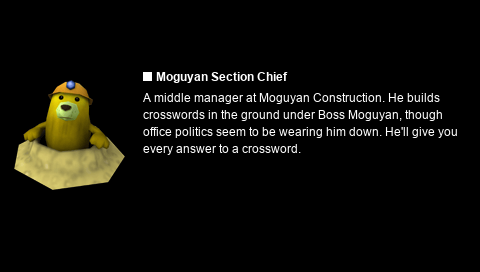 Moguyan Section Chief
A middle manager at Moguyan Construction. He builds
crosswords in the ground under Boss Moguyan, though
office politics seem to be wearing him down. He'll give you
every answer to a crossword.